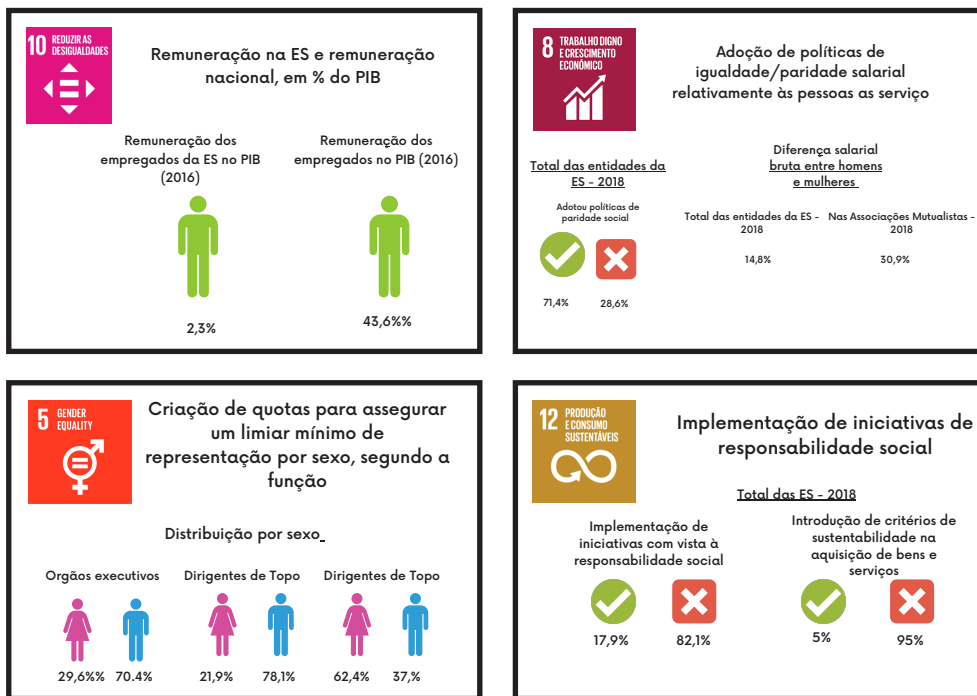 10 REDUZIR AS
DESIGUALDADES
Remuneração na ES e remuneração
nacional, em % do PIB
Remuneração dos
empregados da ES no PIB
(2016)
2,3%
Remuneração dos
empregados no PIB (2016)
43,6%%
8 TRABALHO DIGNO
E CRESCIMENTO
ECONÓMICO
Adoção de políticas de
igualdade/paridade salarial
relativamente às pessoas as serviço
Total das entidades da
ES - 2018
Adotou políticas de
paridade social
71,4% 28,6%
Diferença salarial
bruta entre homens
e mulheres
Total das entidades da ES -
2018
14,8%
Nas Associações Mutualistas -
2018
30,9%
5 GENDER
EQUALITY
Criação de quotas para assegurar
um limiar mínimo de
representação por sexo, segundo a
função
Distribuição por sexo_
Orgãos executivos Dirigentes de Topo Dirigentes de Topo
29,6%% 70.4% 21,9% 78,1% 62,4% 37,%
12 PRODUÇÃO
E CONSUMO
SUSTENTÁVEIS
Implementação de iniciativas de
responsabilidade social
Total das ES - 2018
Implementação de
iniciativas com vista à
responsabilidade social
17,9% 82,1%
Introdução de critérios de
sustentabilidade na
aquisição de bens e
serviços
5% 95%